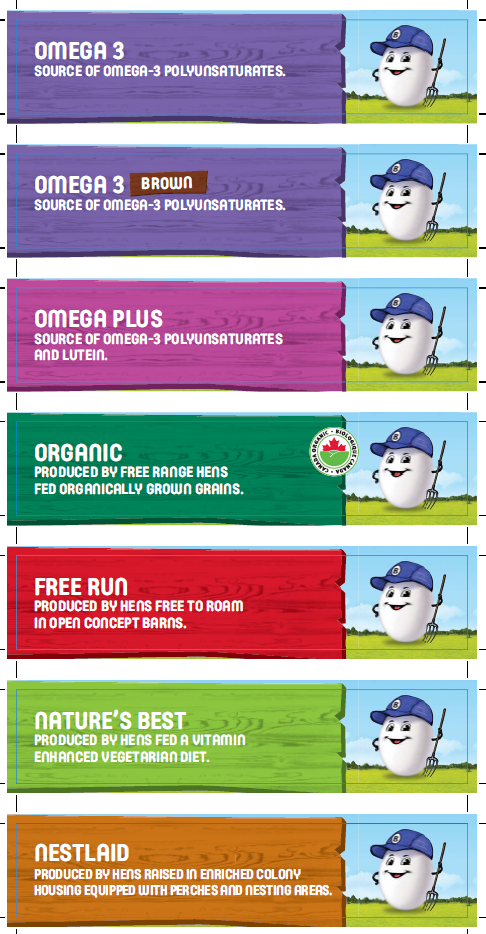 OMEGA 3
SOURCE OF OMEGA-3 POLYUNSATURATES.
OMEGA 3 BROWN
SOURCE OF OMEGA-3 POLYUNSATURATES.
OMEGA PLUS
SOURCE OF OMEGA-3 POLYUNSATURATES
AND LUTEIN.
ORGANIC
CANADA ORGANIC • BIOLOGIQUE CANADA •
PRODUCED BY FREE RANGE HENS
FED ORGANICALLY GROWN GRAINS.
FREE RUN
PRODUCED BY HENS FREE TO ROAM
IN OPEN CONCEPT BARNS.
NATURE'S BEST
PRODUCED BY HENS FED A VITAMIN
ENHANCED VEGETARIAN DIET.
NESTLAID
PRODUCED BY HENS RAISED IN ENRICHED COLONY
HOUSING EQUIPPED WITH PERCHES AND NESTING AREAS.